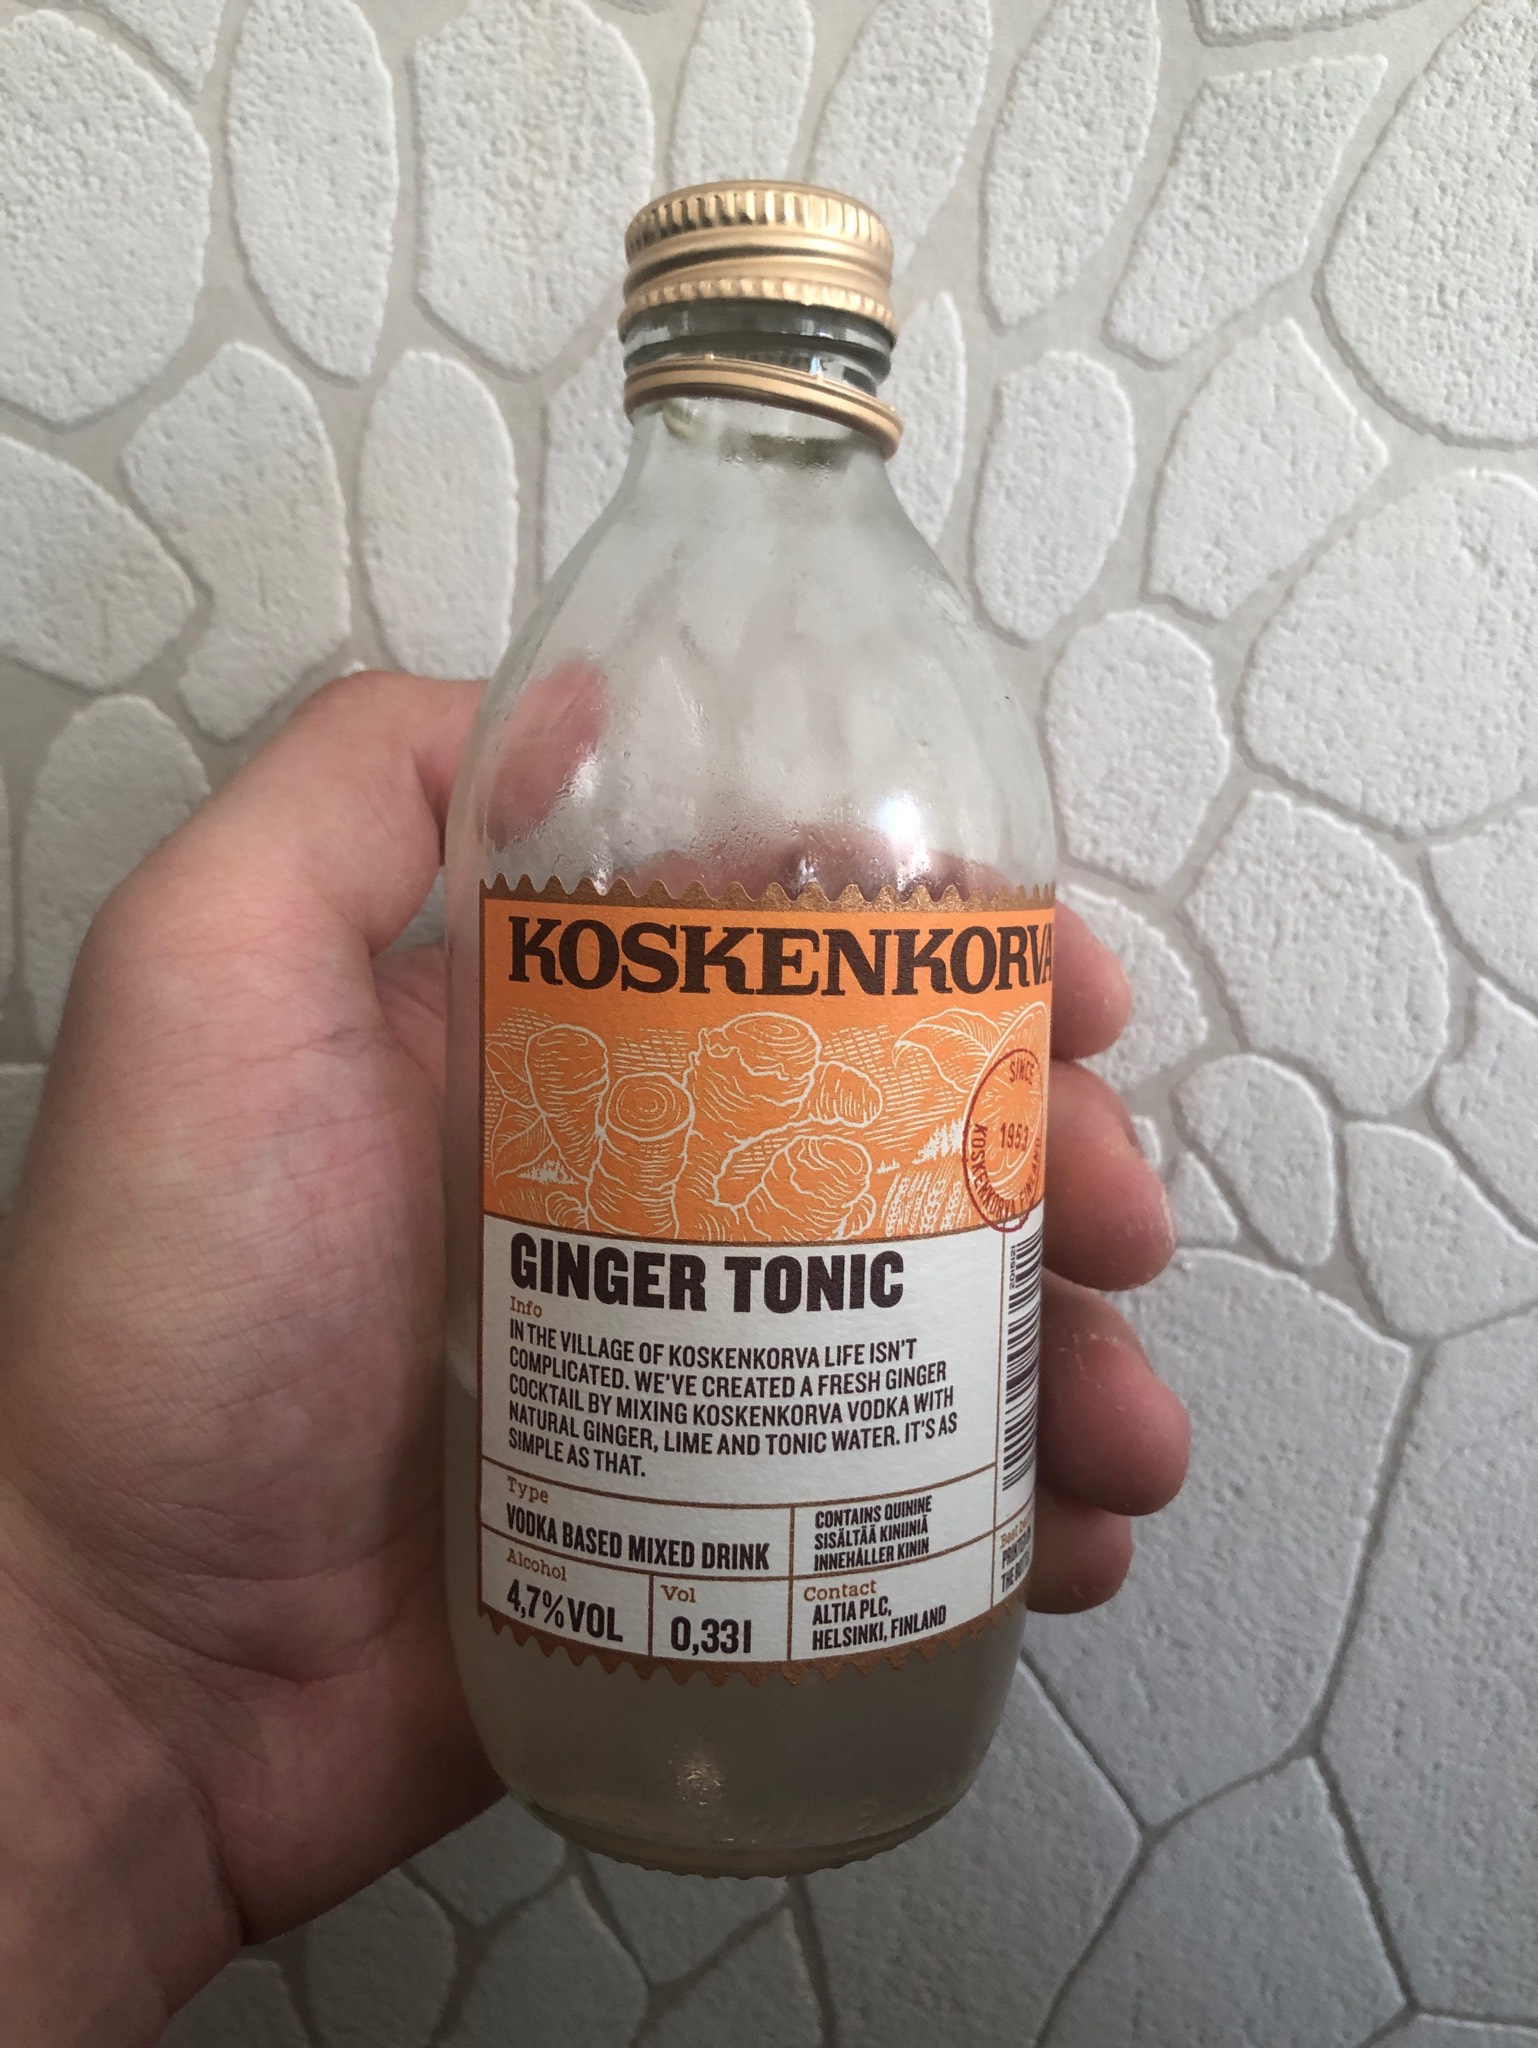 KOSKENKORVA
SINCE
1953
KOSKENKORVA FINLAND
GINGER TONIC
Info
IN THE VILLAGE OF KOSKENKORVA LIFE ISN'T
COMPLICATED. WE'VE CREATED A FRESH GINGER
COCKTAIL BY MIXING KOSKENKORVA VODKA WITH
NATURAL GINGER, LIME AND TONIC WATER. IT'S AS
SIMPLE AS THAT.
Type
VODKA BASED MIXED DRINK
CONTAINS QUININE
SISÄLTÄÄ KINIINIÄ
INNEHÅLLER KININ
Alcohol
4,7%VOL
Vol
0,33l
Contact
ALTIA PLC,
HELSINKI, FINLAND
Best
THE